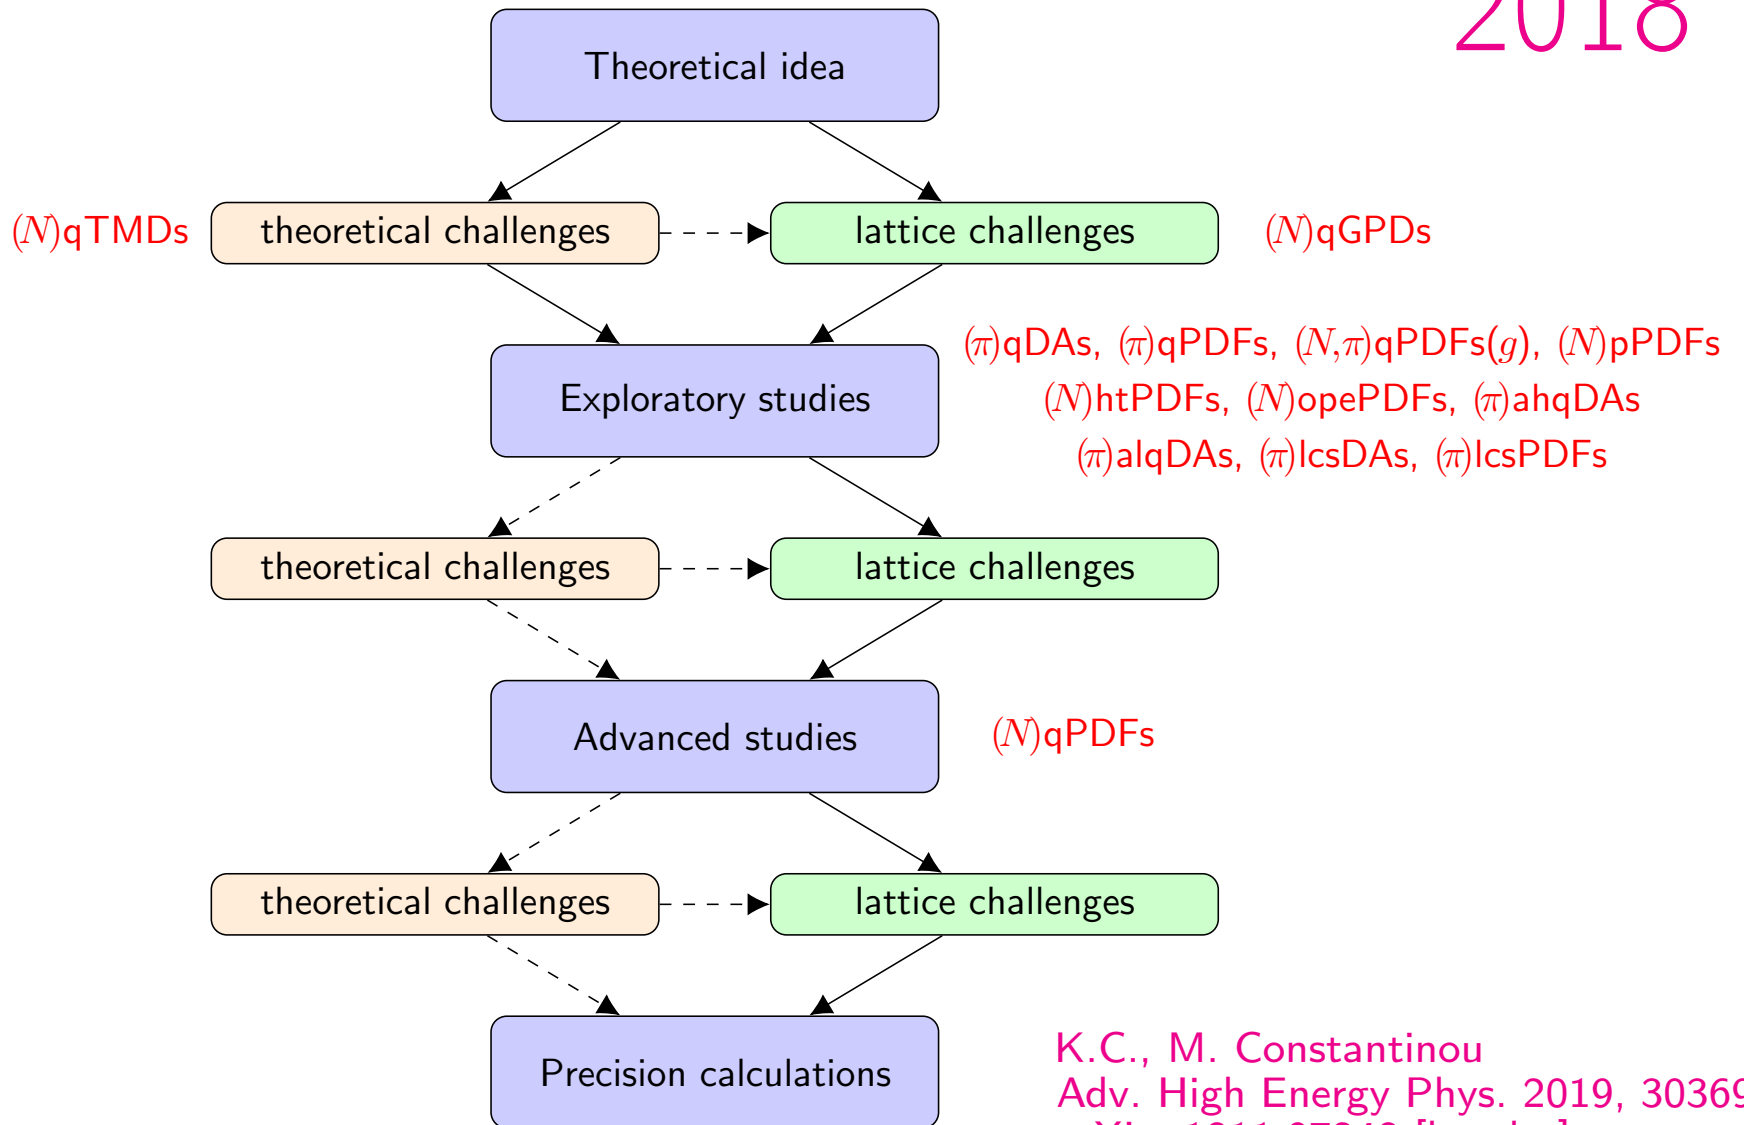 2018
Theoretical idea
(N)qTMDs
theoretical challenges
lattice challenges
(N)qGPDs
(π)qDAs, (π)qPDFs, (N,π)qPDFs(g), (N)pPDFs
Exploratory studies
(N)htPDFs, (N)opePDFs, (π)ahqDAs
(π)alqDAs, (π)lcsDAs, (π)lcsPDFs
theoretical challenges
lattice challenges
Advanced studies
(N)qPDFs
theoretical challenges
lattice challenges
Precision calculations
K.C., M. Constantinou
Adv. High Energy Phys. 2019, 30369